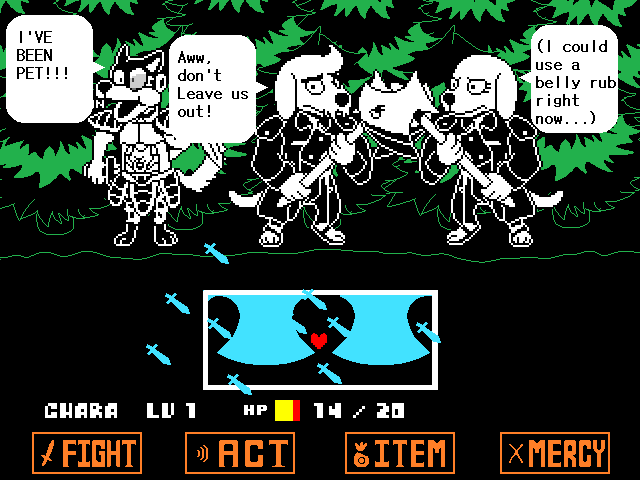 I'VE
BEEN
PET!!!
Aww,
don't
Leave us
out!
(I could
use a
belly rub
right
now...)
CHARA LV 1 HP 14 / 20
FIGHT ACT ITEM MERCY